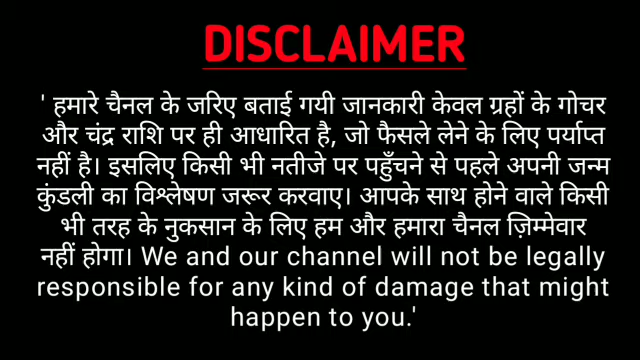 DISCLAIMER
' हमारे चैनल के जरिए बताई गयी जानकारी केवल ग्रहों के गोचर
और चंद्र राशि पर ही आधारित है, जो फैसले लेने के लिए पर्याप्त
नहीं है। इसलिए किसी भी नतीजे पर पहुँचने से पहले अपनी जन्म
कुंडली का विश्लेषण जरूर करवाए। आपके साथ होने वाले किसी
भी तरह के नुकसान के लिए हम और हमारा चैनल ज़िम्मेवार
नहीं होगा। We and our channel will not be legally
responsible for any kind of damage that might
happen to you.'